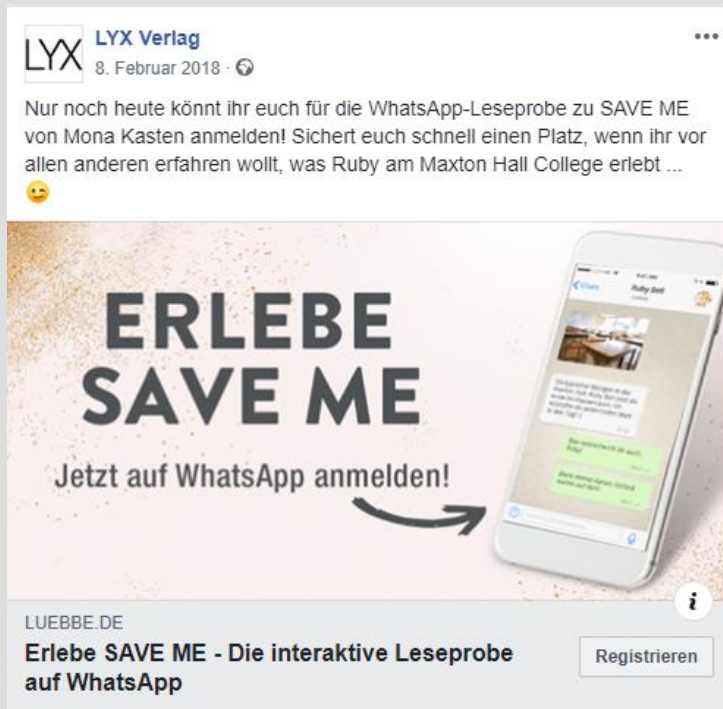 LYX
LYX Verlag
8. Februar 2018 ·
Nur noch heute könnt ihr euch für die WhatsApp-Leseprobe zu SAVE ME
von Mona Kasten anmelden! Sichert euch schnell einen Platz, wenn ihr vor
allen anderen erfahren wollt, was Ruby am Maxton Hall College erlebt ...
ERLEBE
SAVE ME
Jetzt auf WhatsApp anmelden!
Chats
Ruby Bell
LUEBBE.DE
Erlebe SAVE ME - Die interaktive Leseprobe
auf WhatsApp
Registrieren